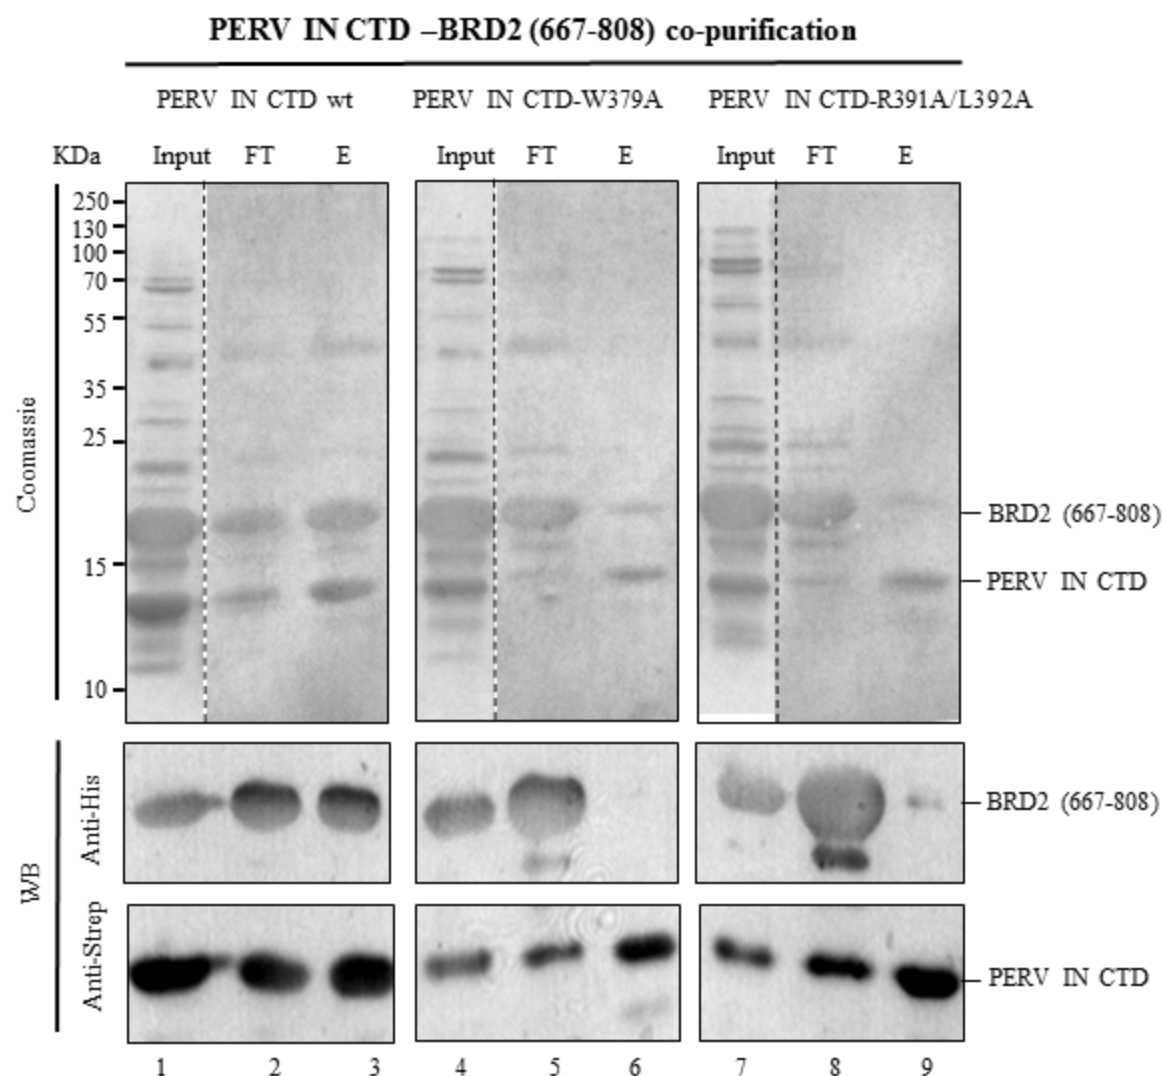 PERV IN CTD –BRD2 (667-808) co-purification
PERV IN CTD wt PERV IN CTD-W379A PERV IN CTD-R391A/L392A
KDa Input FT E Input FT E Input FT E
250
130
100
70
55
35
25
15
10
Coomassie
BRD2 (667-808)
PERV IN CTD
WB
Anti-His
BRD2 (667-808)
Anti-Strep
PERV IN CTD
1 2 3 4 5 6 7 8 9